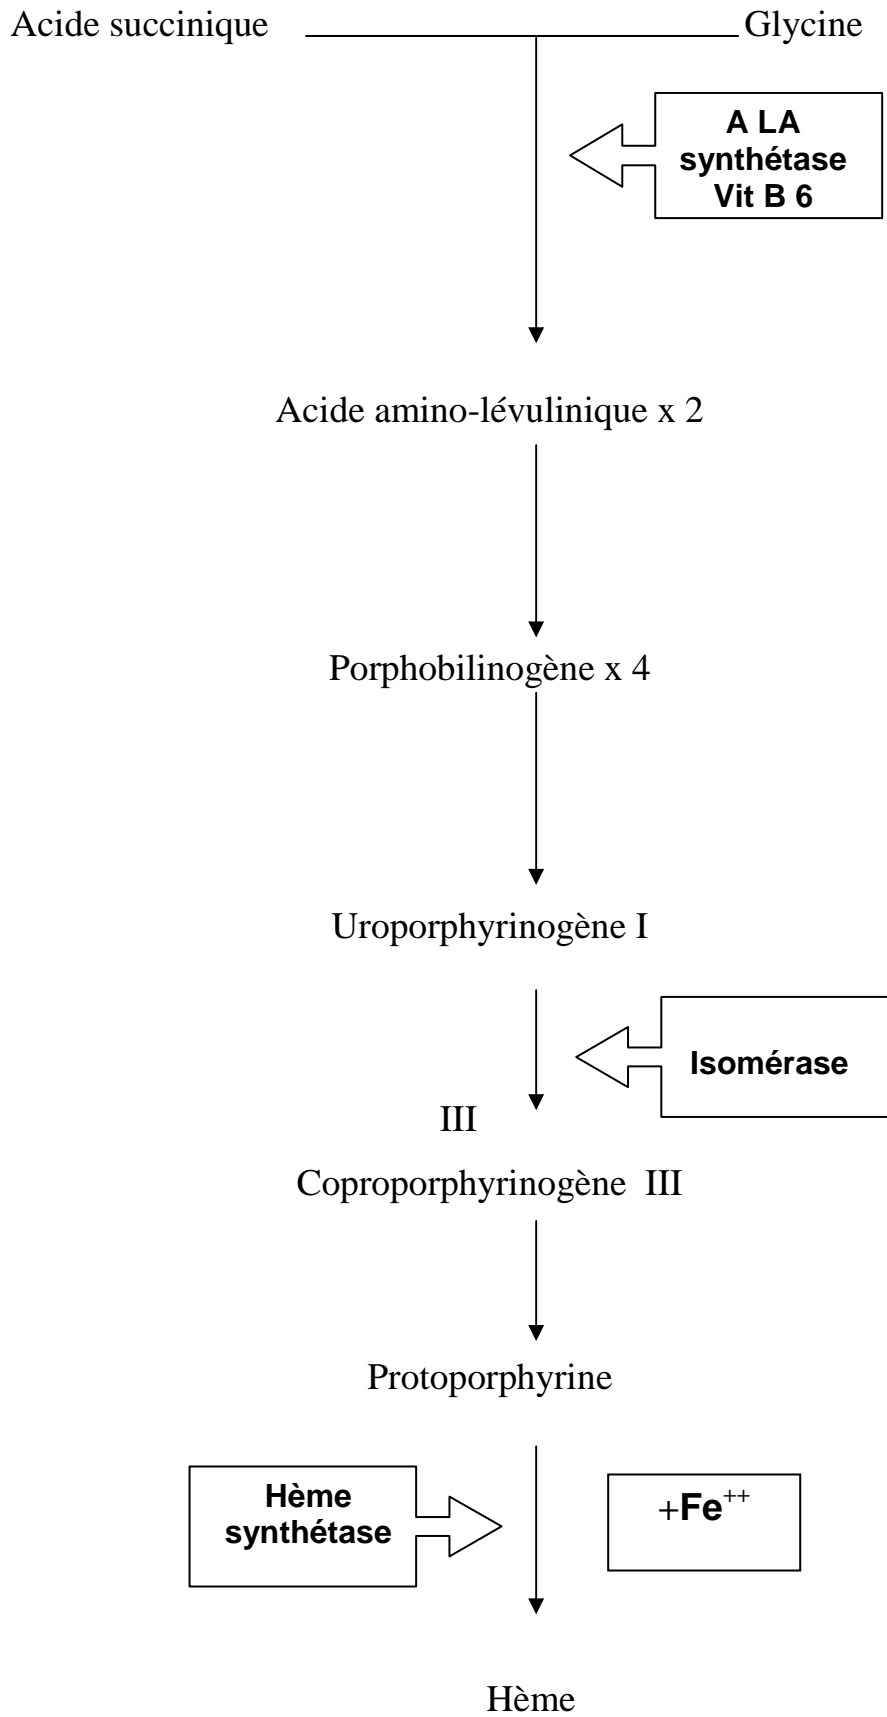 Acide succinique Glycine
A LA
synthétase
Vit B 6
Acide amino-lévulinique x 2
Porphobilinogène x 4
Uroporphyrinogène I
Isomérase
III
Coproporphyrinogène III
Protoporphyrine
Hème
synthétase
+Fe⁺⁺
Hème